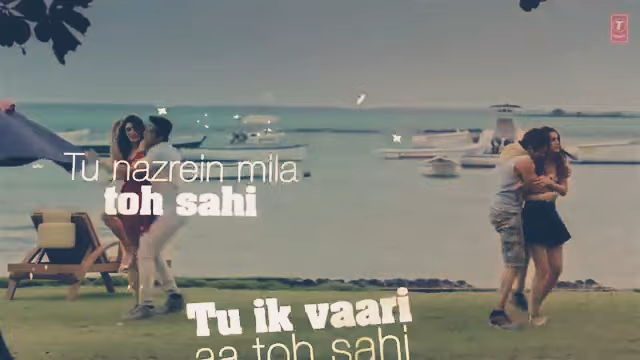 Tu nazrein mila
toh sahi
Tu ik vaari
aa toh sahi